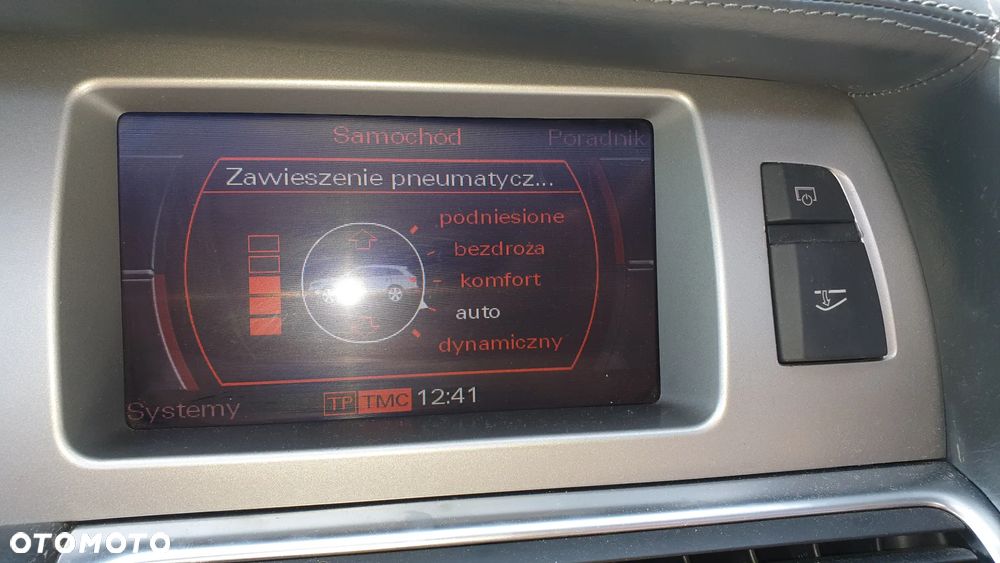 Samochód Poradnik
Zawieszenie pneumatycz...
podniesione
bezdroża
komfort
auto
dynamiczny
Systemy TP TMC 12:41
OTOMOTO